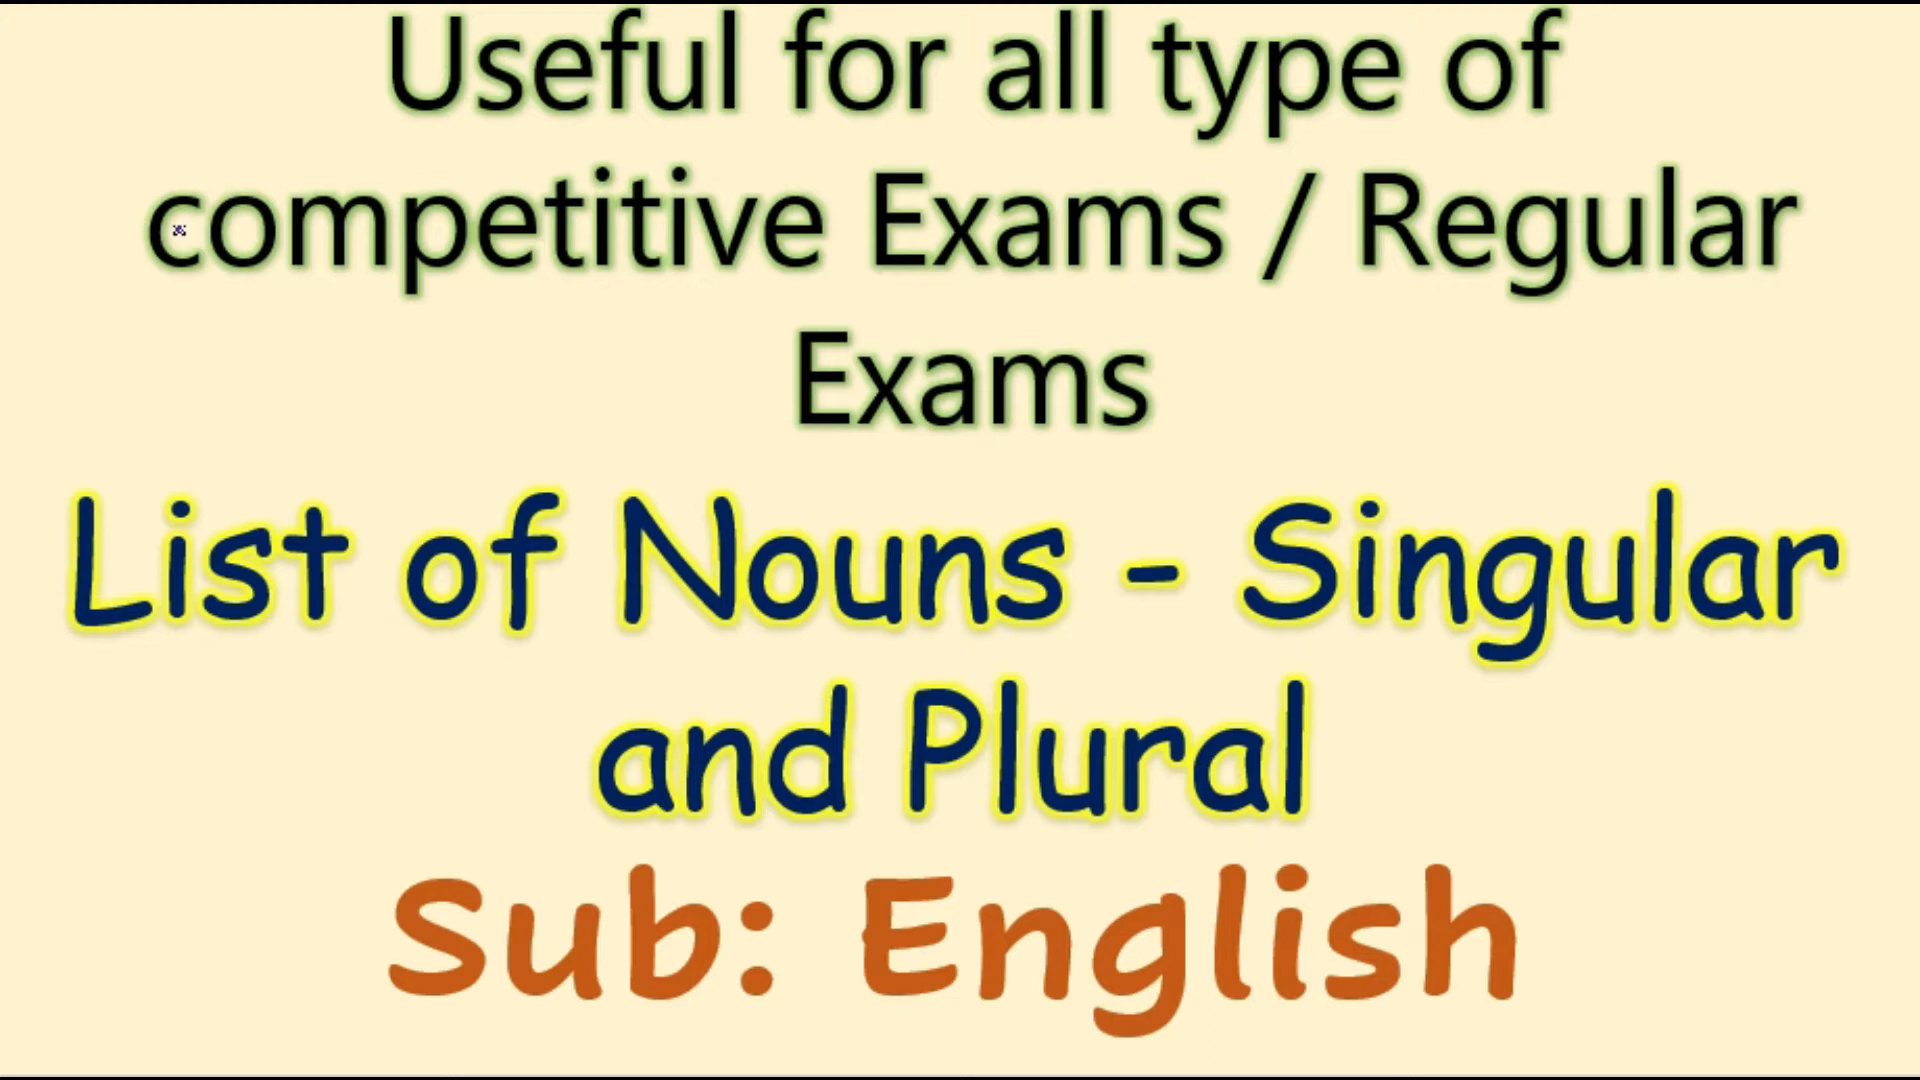 Useful for all type of
competitive Exams / Regular
Exams
List of Nouns - Singular
and Plural
Sub: English